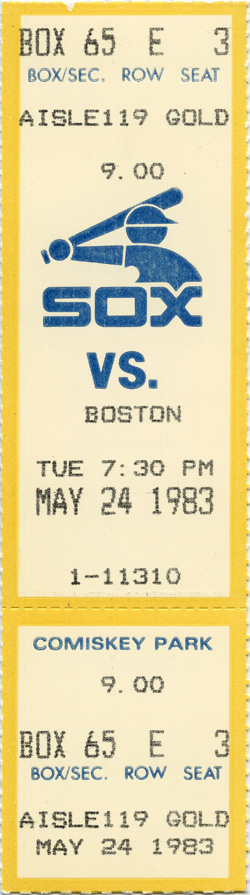 BOX 65 E 3
BOX/SEC. ROW SEAT
AISLE119 GOLD
9.00
SOX
VS.
BOSTON
TUE 7:30 PM
MAY 24 1983
1-11310
COMISKEY PARK
9.00
BOX 65 E 3
BOX/SEC. ROW SEAT
AISLE119 GOLD
MAY 24 1983